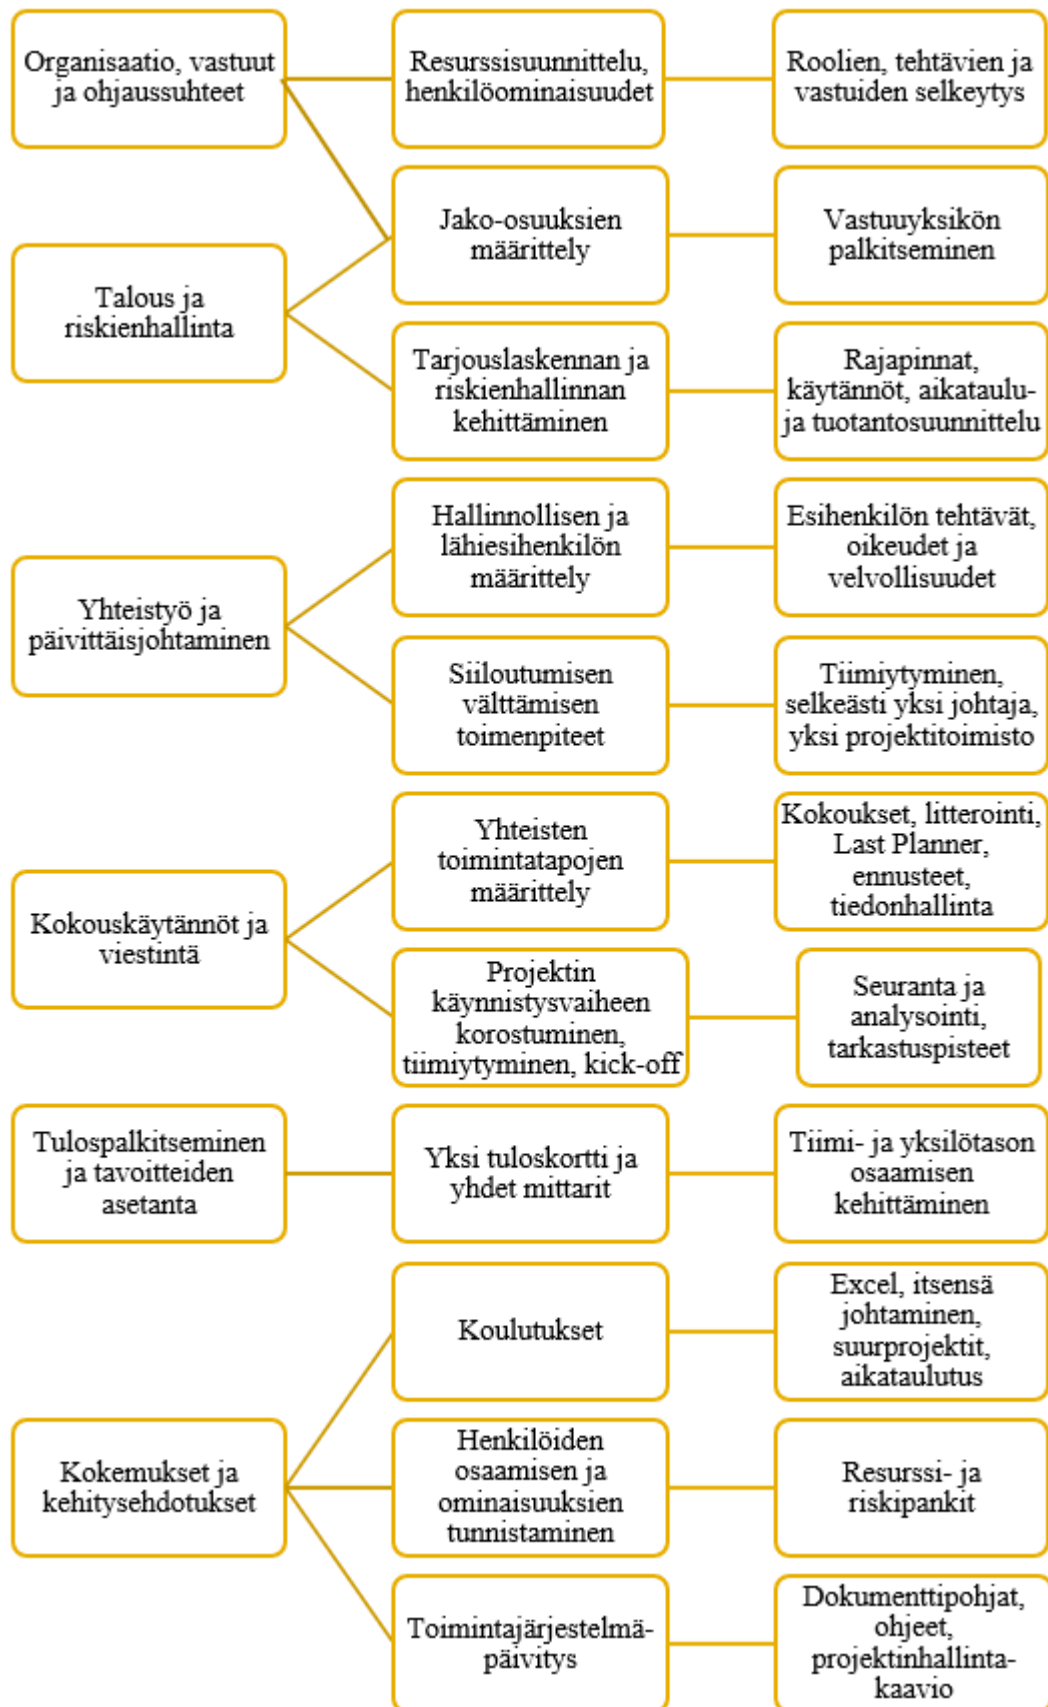 Organisaatio, vastuut
ja ohjaussuhteet
Resurssisuunnittelu,
henkilöominaisuudet
Roolien, tehtävien ja
vastuiden selkeytys
Jako-osuuksien
määrittely
Vastuuyksikön
palkitseminen
Talous ja
riskienhallinta
Tarjouslaskennan ja
riskienhallinnan
kehittäminen
Rajapinnat,
käytännöt, aikataulu-
ja tuotantosuunnittelu
Hallinnollisen ja
lähiesihenkilön
määrittely
Esihenkilön tehtävät,
oikeudet ja
velvollisuudet
Yhteistyö ja
päivittäisjohtaminen
Siiloutumisen
välttämisen
toimenpiteet
Tiimiytyminen,
selkeästi yksi johtaja,
yksi projektitoimisto
Yhteisten
toimintatapojen
määrittely
Kokoukset, litterointi,
Last Planner,
ennusteet,
tiedonhallinta
Kokouskäytännöt ja
viestintä
Projektin
käynnistysvaiheen
korostuminen,
tiimiytyminen, kick-off
Seuranta ja
analysointi,
tarkastuspisteet
Tulospalkitseminen
ja tavoitteiden
asetanta
Yksi tuloskortti ja
yhdet mittarit
Tiimi- ja yksilötason
osaamisen
kehittäminen
Koulutukset
Excel, itsensä
johtaminen,
suurprojektit,
aikataulutus
Kokemukset ja
kehitysehdotukset
Henkilöiden
osaamisen ja
ominaisuuksien
tunnistaminen
Resurssi- ja
riskipankit
Toimintajärjestelmä-
päivitys
Dokumenttipohjat,
ohjeet,
projektinhallinta-
kaavio